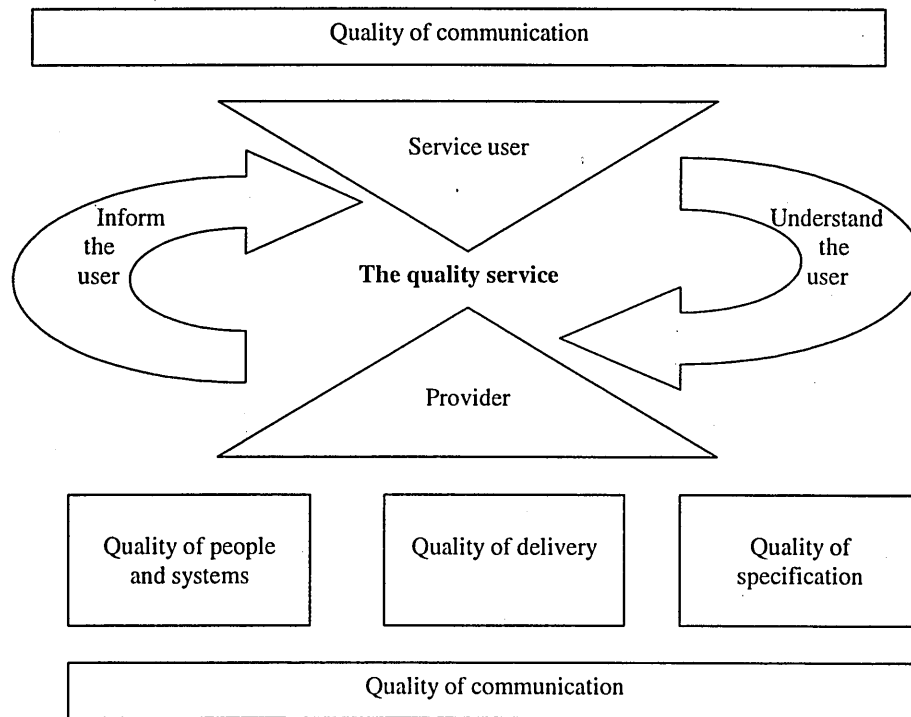 Quality of communication
Service user
Inform
the
user
Understand
the
user
The quality service
Provider
Quality of people
and systems
Quality of delivery
Quality of
specification
Quality of communication